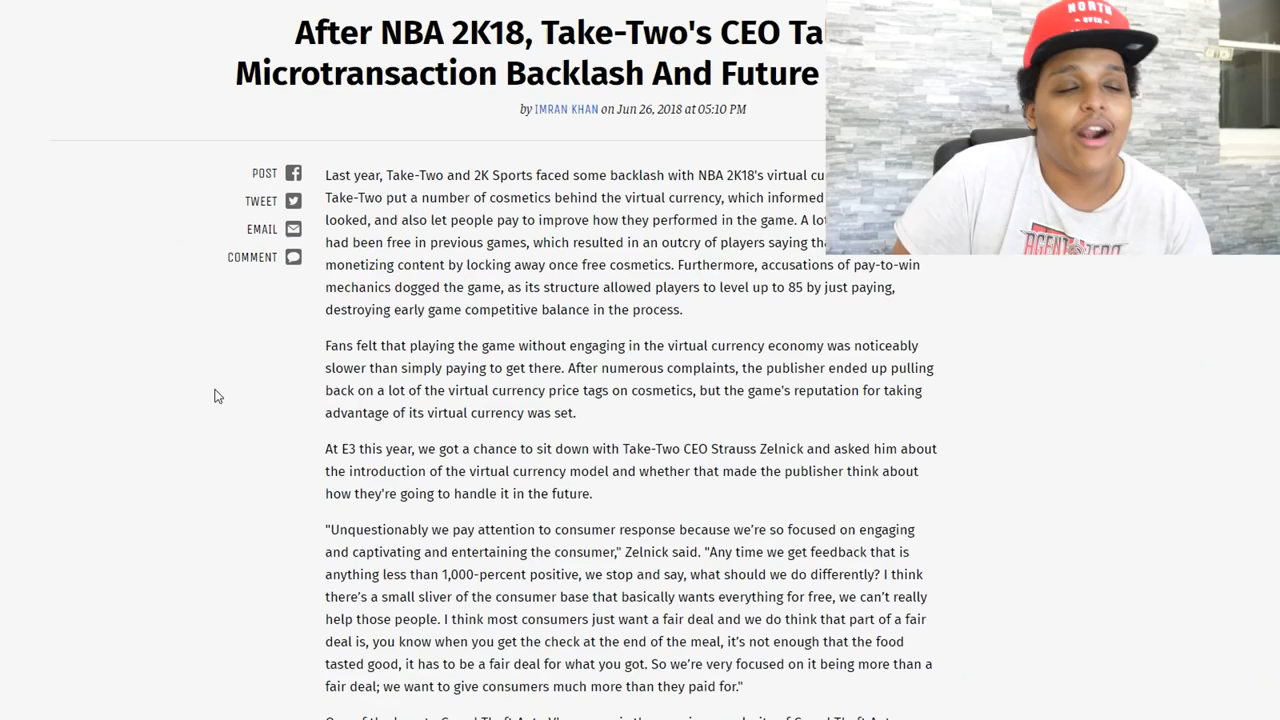 After NBA 2K18, Take-Two's CEO
Microtransaction Backlash And Future
by IMRAN KHAN on Jun 26, 2018 at 05:10 PM
POST
TWEET
EMAIL
COMMENT
Last year, Take-Two and 2K Sports faced some backlash with NBA 2K18's virtual
Take-Two put a number of cosmetics behind the virtual currency, which informed
looked, and also let people pay to improve how they performed in the game. A
had been free in previous games, which resulted in an outcry of players saying
monetizing content by locking away once free cosmetics. Furthermore, accusations of pay-to-win
mechanics dogged the game, as its structure allowed players to level up to 85 by just paying,
destroying early game competitive balance in the process.
Fans felt that playing the game without engaging in the virtual currency economy was noticeably
slower than simply paying to get there. After numerous complaints, the publisher ended up pulling
back on a lot of the virtual currency price tags on cosmetics, but the game's reputation for taking
advantage of its virtual currency was set.
At E3 this year, we got a chance to sit down with Take-Two CEO Strauss Zelnick and asked him about
the introduction of the virtual currency model and whether that made the publisher think about
how they're going to handle it in the future.
"Unquestionably we pay attention to consumer response because we're so focused on engaging
and captivating and entertaining the consumer," Zelnick said. "Any time we get feedback that is
anything less than 1,000-percent positive, we stop and say, what should we do differently? I think
there's a small sliver of the consumer base that basically wants everything for free, we can't really
help those people. I think most consumers just want a fair deal and we do think that part of a fair
deal is, you know when you get the check at the end of the meal, it's not enough that the food
tasted good, it has to be a fair deal for what you got. So we're very focused on it being more than a
fair deal; we want to give consumers much more than they paid for."
NORTH
OPEN